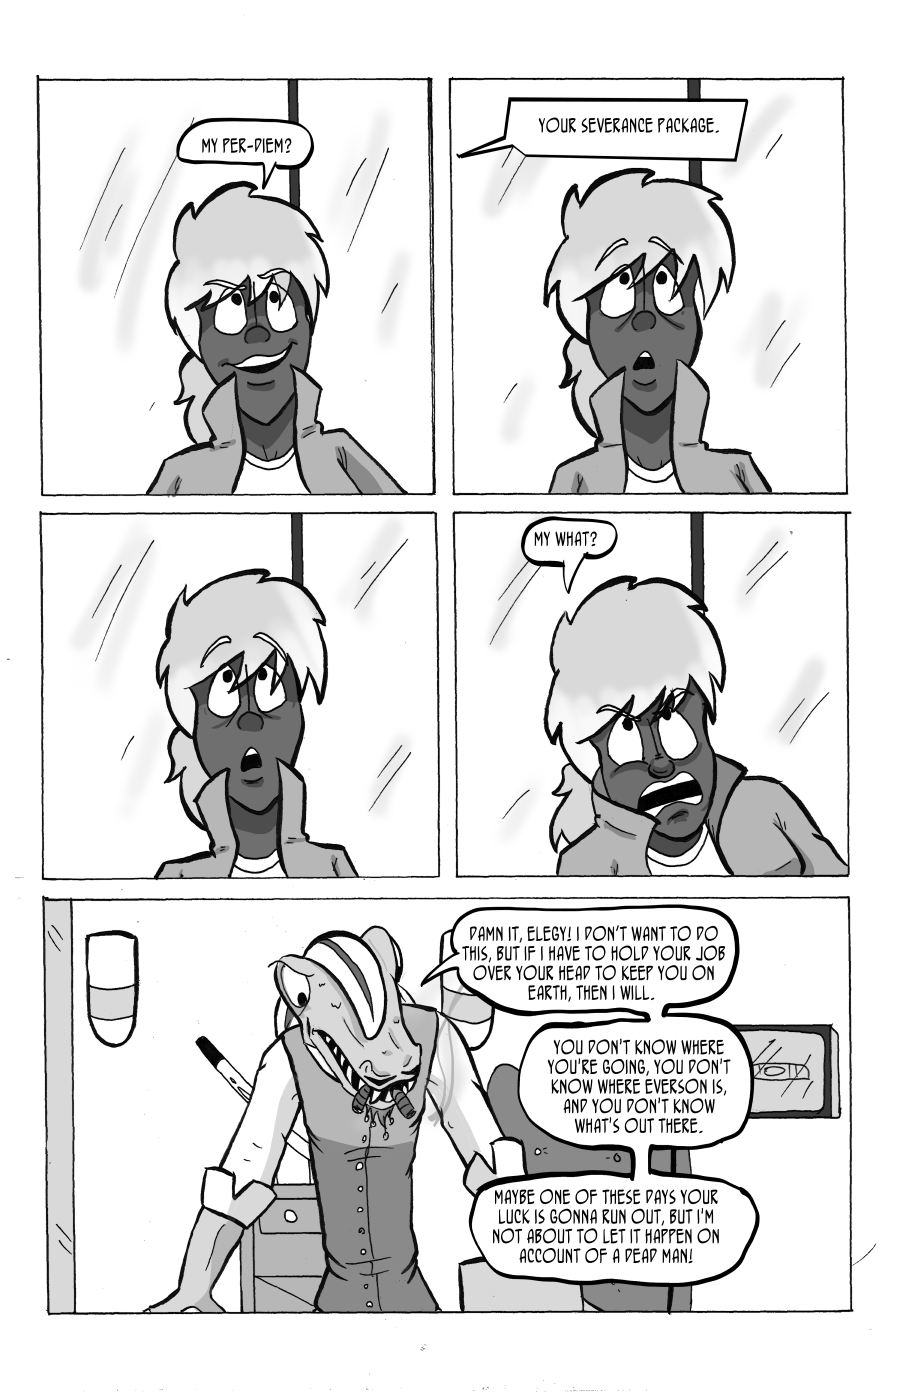 MY PER-DIEM?
YOUR SEVERANCE PACKAGE.
MY WHAT?
DAMN IT, ELEGY! I DON'T WANT TO DO
THIS, BUT IF I HAVE TO HOLD YOUR JOB
OVER YOUR HEAD TO KEEP YOU ON
EARTH, THEN I WILL.
YOU DON'T KNOW WHERE
YOU'RE GOING, YOU DON'T
KNOW WHERE EVERSON IS,
AND YOU DON'T KNOW
WHAT'S OUT THERE.
MAYBE ONE OF THESE DAYS YOUR
LUCK IS GONNA RUN OUT, BUT I'M
NOT ABOUT TO LET IT HAPPEN ON
ACCOUNT OF A DEAD MAN!